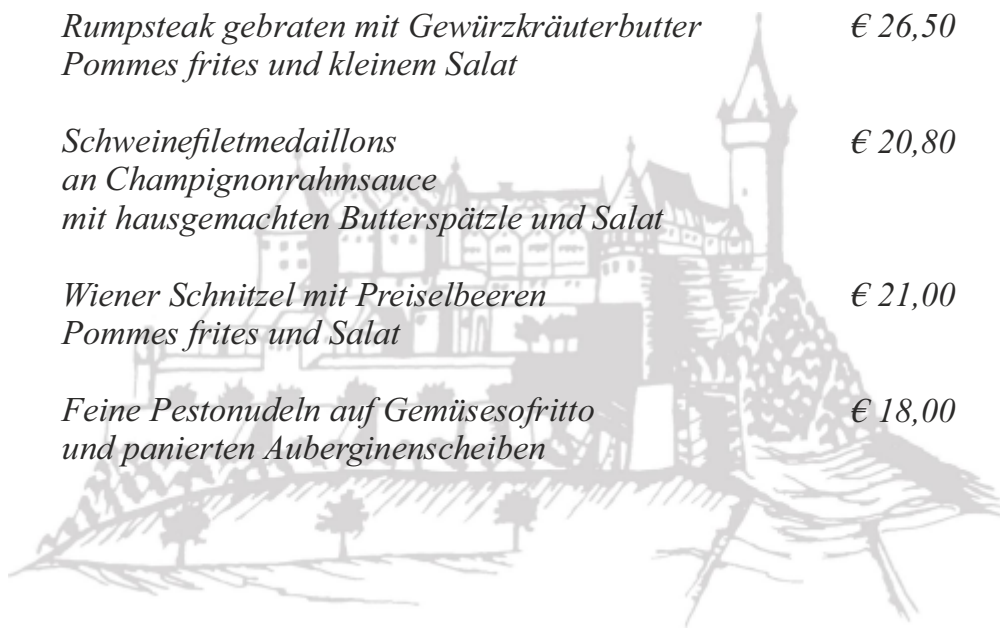 Rumpsteak gebraten mit Gewürzkräuterbutter € 26,50
Pommes frites und kleinem Salat
Schweinefiletmedaillons € 20,80
an Champignonrahmsauce
mit hausgemachten Butterspätzle und Salat
Wiener Schnitzel mit Preiselbeeren € 21,00
Pommes frites und Salat
Feine Pestonudeln auf Gemüsesofritto € 18,00
und panierten Auberginenscheiben